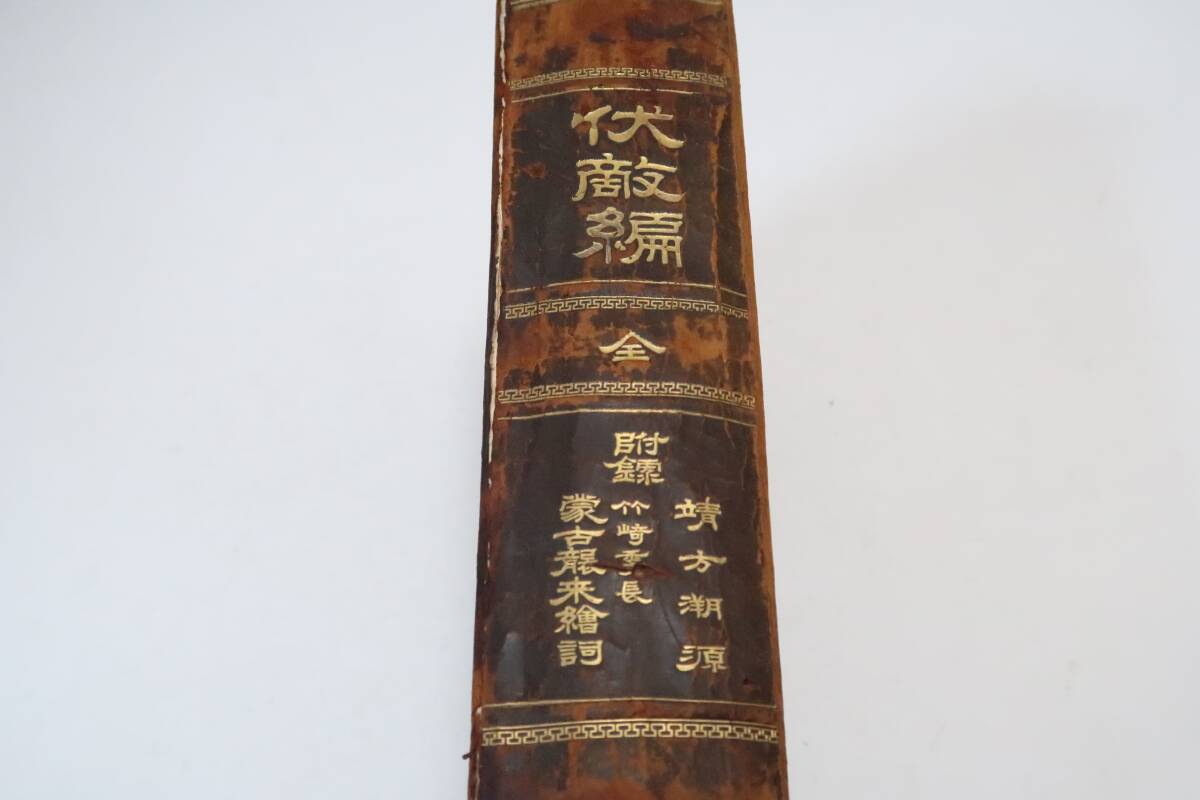 伏敵編
全
附録
靖方溯源
竹崎季長
蒙古襲来繪詞